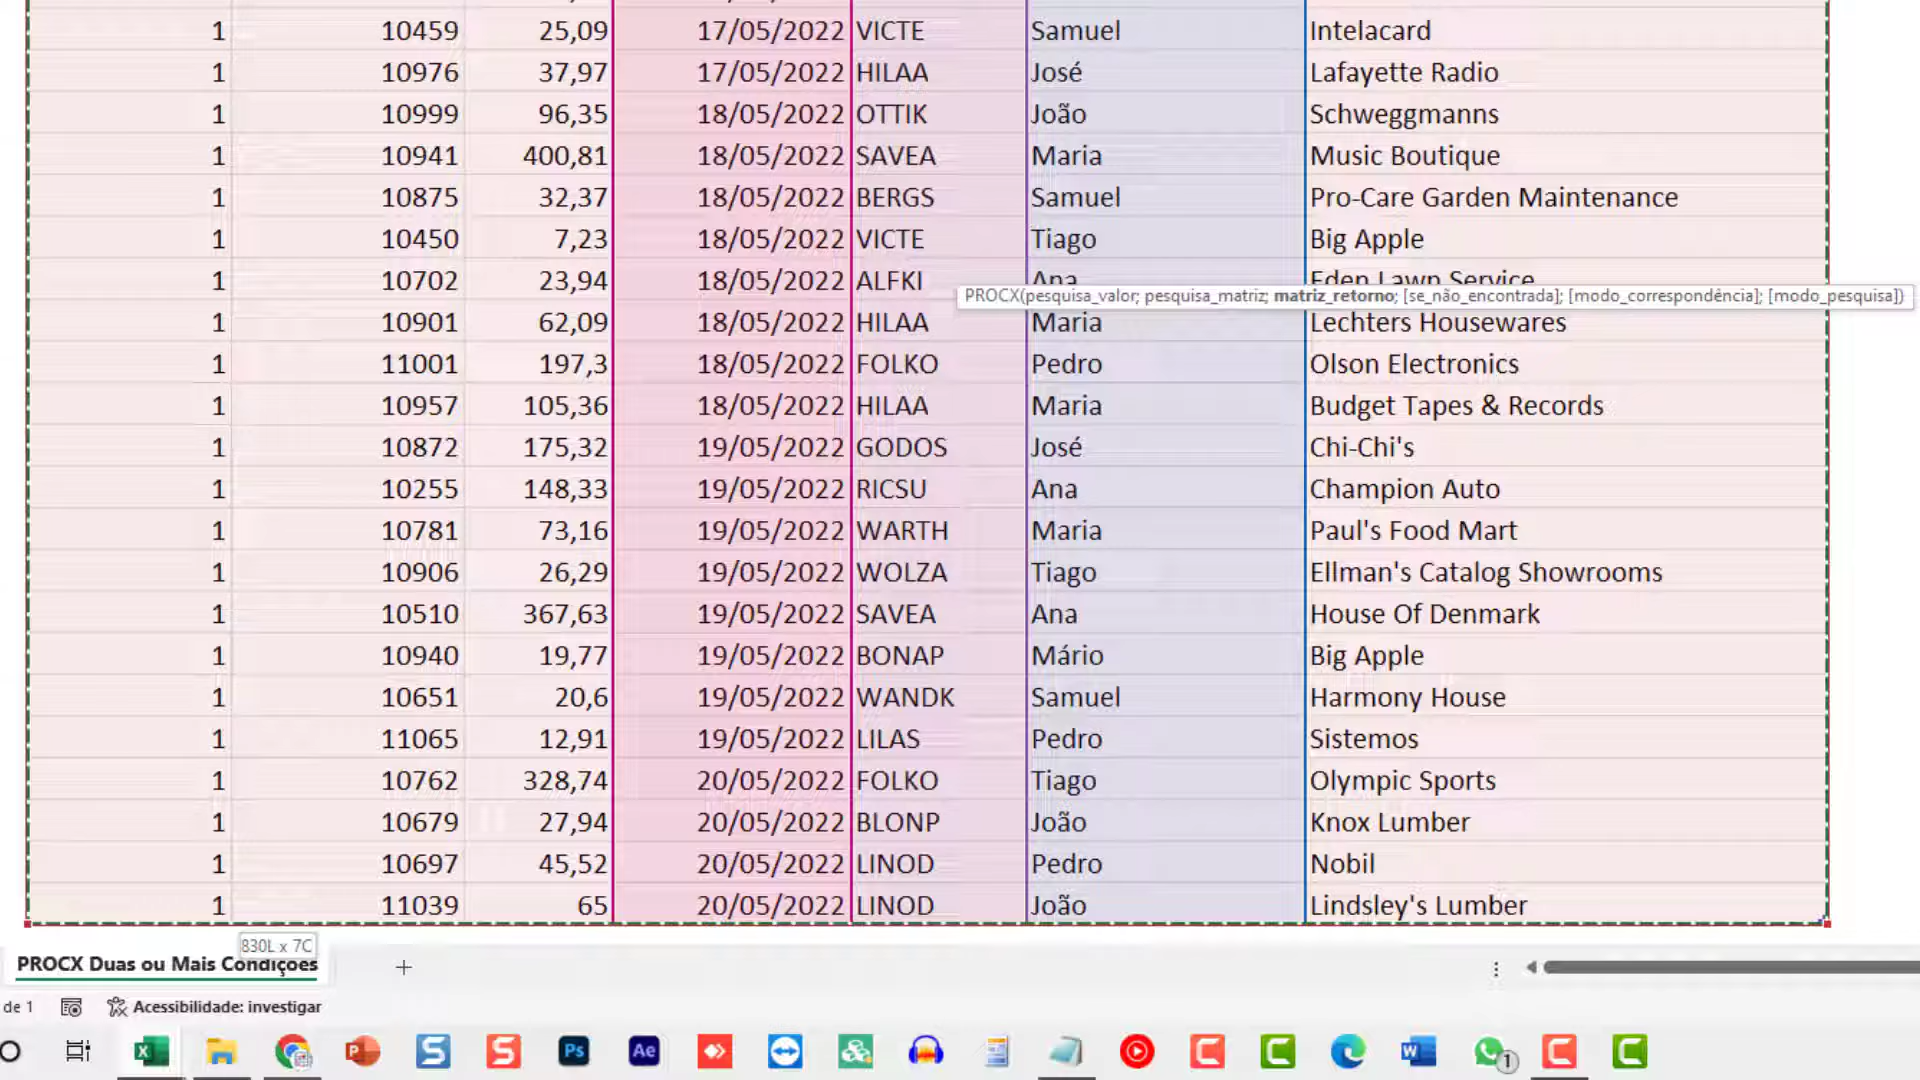 1 10459 25,09 17/05/2022 VICTE Samuel Intelacard
1 10976 37,97 17/05/2022 HILAA José Lafayette Radio
1 10999 96,35 18/05/2022 OTTIK João Schweggmanns
1 10941 400,81 18/05/2022 SAVEA Maria Music Boutique
1 10875 32,37 18/05/2022 BERGS Samuel Pro-Care Garden Maintenance
1 10450 7,23 18/05/2022 VICTE Tiago Big Apple
1 10702 23,94 18/05/2022 ALFKI Ana Eden Lawn Service
PROCX(pesquisa_valor; pesquisa_matriz; matriz_retorno; [se_não_encontrada]; [modo_correspondência]; [modo_pesquisa])
1 10901 62,09 18/05/2022 HILAA Maria Lechters Housewares
1 11001 197,3 18/05/2022 FOLKO Pedro Olson Electronics
1 10957 105,36 18/05/2022 HILAA Maria Budget Tapes & Records
1 10872 175,32 19/05/2022 GODOS José Chi-Chi's
1 10255 148,33 19/05/2022 RICSU Ana Champion Auto
1 10781 73,16 19/05/2022 WARTH Maria Paul's Food Mart
1 10906 26,29 19/05/2022 WOLZA Tiago Ellman's Catalog Showrooms
1 10510 367,63 19/05/2022 SAVEA Ana House Of Denmark
1 10940 19,77 19/05/2022 BONAP Mário Big Apple
1 10651 20,6 19/05/2022 WANDK Samuel Harmony House
1 11065 12,91 19/05/2022 LILAS Pedro Sistemos
1 10762 328,74 20/05/2022 FOLKO Tiago Olympic Sports
1 10679 27,94 20/05/2022 BLONP João Knox Lumber
1 10697 45,52 20/05/2022 LINOD Pedro Nobil
1 11039 65 20/05/2022 LINOD João Lindsley's Lumber
830L x 7C
PROCX Duas ou Mais Condições
de 1 Acessibilidade: investigar
P S S Ps Ae W 1